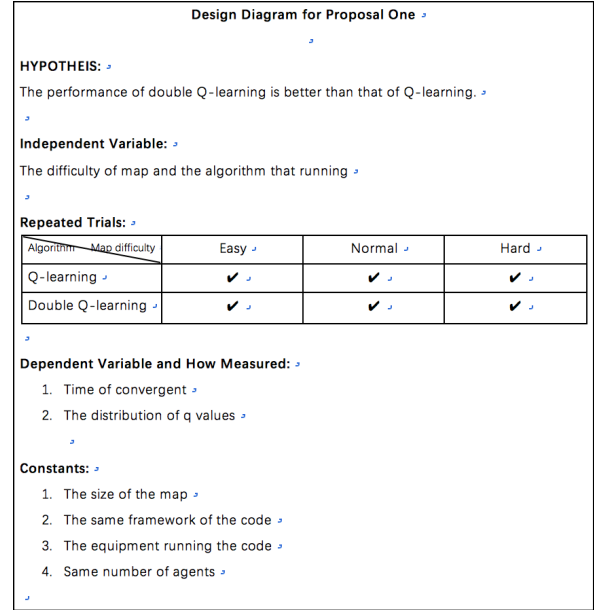 Design Diagram for Proposal One
HYPOTHEIS:
The performance of double Q-learning is better than that of Q-learning.
Independent Variable:
The difficulty of map and the algorithm that running
Repeated Trials:
Algorithm Map difficulty Easy Normal Hard
Q-learning ✔ ✔ ✔
Double Q-learning ✔ ✔ ✔
Dependent Variable and How Measured:
1. Time of convergent
2. The distribution of q values
Constants:
1. The size of the map
2. The same framework of the code
3. The equipment running the code
4. Same number of agents